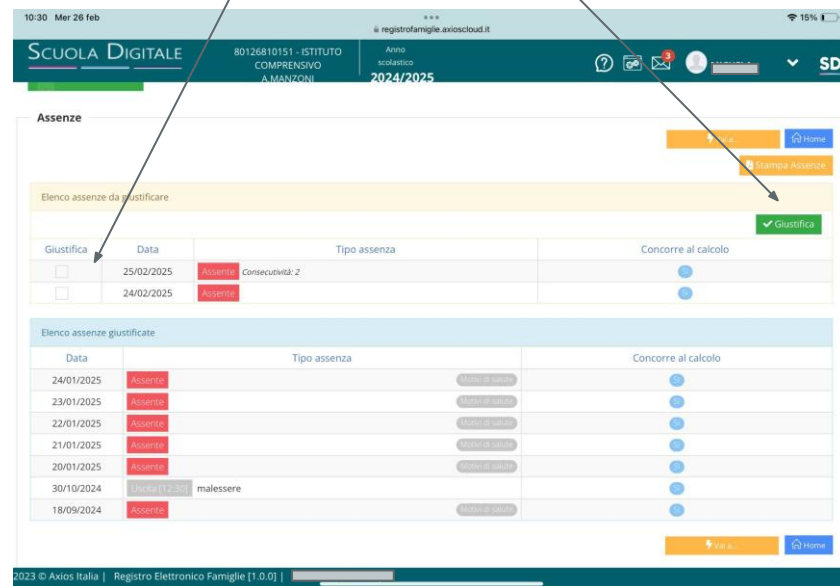 10:30 Mer 26 feb
registrofamiglie.axioscloud.it
15%
SCUOLA DIGITALE
80126810151 - ISTITUTO
COMPRENSIVO
A.MANZONI
Anno
scolastico
2024/2025
3
SD
Assenze
Vai a...
Home
Stampa Assenze
Elenco assenze da giustificare
Giustifica
Giustifica Data Tipo assenza Concorre al calcolo
25/02/2025 Assente Consecutività: 2 SI
24/02/2025 Assente SI
Elenco assenze giustificate
Data Tipo assenza Concorre al calcolo
24/01/2025 Assente Motivi di salute SI
23/01/2025 Assente Motivi di salute SI
22/01/2025 Assente Motivi di salute SI
21/01/2025 Assente Motivi di salute SI
20/01/2025 Assente Motivi di salute SI
30/10/2024 Uscita [12:30] malessere SI
18/09/2024 Assente Motivi di salute SI
Vai a...
Home
2023 © Axios Italia | Registro Elettronico Famiglie [1.0.0] |